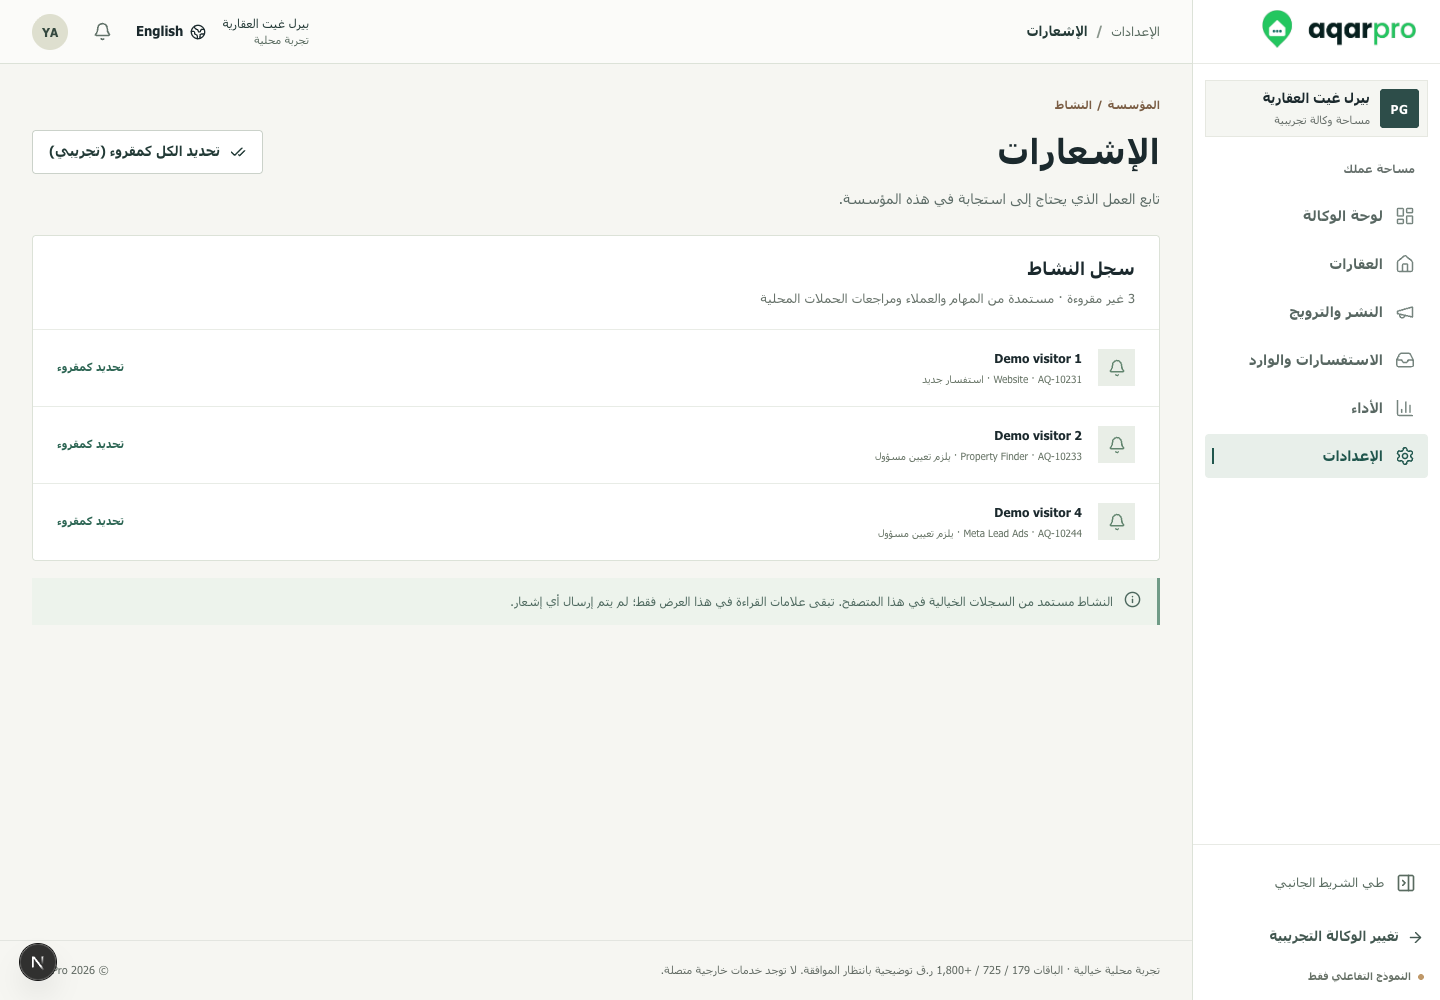 aqarpro
PG
بيرل غيت العقارية
مساحة وكالة تجريبية
مساحة عملك
لوحة الوكالة
العقارات
النشر والترويج
الاستفسارات والوارد
الأداء
الإعدادات
طي الشريط الجانبي
تغيير الوكالة التجريبية
النموذج التفاعلي فقط
الإعدادات / الإشعارات
بيرل غيت العقارية
تجربة محلية
English
YA
المؤسسة / النشاط
الإشعارات
تابع العمل الذي يحتاج إلى استجابة في هذه المؤسسة.
تحديد الكل كمقروء (تجريبي)
سجل النشاط
3 غير مقروءة · مستمدة من المهام والعملاء ومراجعات الحملات المحلية
Demo visitor 1
استفسار جديد · Website · AQ-10231
تحديد كمقروء
Demo visitor 2
يلزم تعيين مسؤول · Property Finder · AQ-10233
تحديد كمقروء
Demo visitor 4
يلزم تعيين مسؤول · Meta Lead Ads · AQ-10244
تحديد كمقروء
النشاط مستمد من السجلات الخيالية في هذا المتصفح. تبقى علامات القراءة في هذا العرض فقط؛ لم يتم إرسال أي إشعار.
تجربة محلية خيالية · الباقات 179 / 725 / +1,800 ر.ق توضيحية بانتظار الموافقة. لا توجد خدمات خارجية متصلة.
ro 2026 ©
N